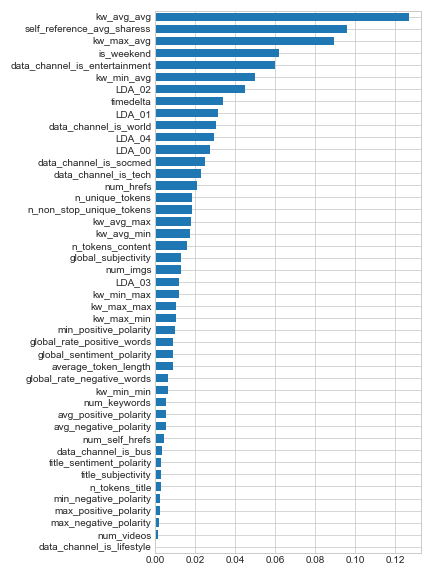 kw_avg_avg
self_reference_avg_sharess
kw_max_avg
is_weekend
data_channel_is_entertainment
kw_min_avg
LDA_02
timedelta
LDA_01
data_channel_is_world
LDA_04
LDA_00
data_channel_is_socmed
data_channel_is_tech
num_hrefs
n_unique_tokens
n_non_stop_unique_tokens
kw_avg_max
kw_avg_min
n_tokens_content
global_subjectivity
num_imgs
LDA_03
kw_min_max
kw_max_max
kw_max_min
min_positive_polarity
global_rate_positive_words
global_sentiment_polarity
average_token_length
global_rate_negative_words
kw_min_min
num_keywords
avg_positive_polarity
avg_negative_polarity
num_self_hrefs
data_channel_is_bus
title_sentiment_polarity
title_subjectivity
n_tokens_title
min_negative_polarity
max_positive_polarity
max_negative_polarity
num_videos
data_channel_is_lifestyle
0.00 0.02 0.04 0.06 0.08 0.10 0.12